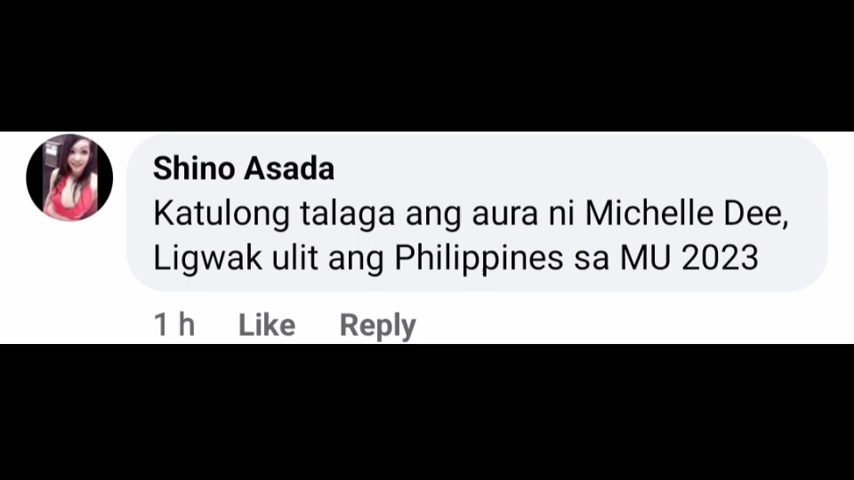 Shino Asada
Katulong talaga ang aura ni Michelle Dee,
Ligwak ulit ang Philippines sa MU 2023
1 h Like Reply